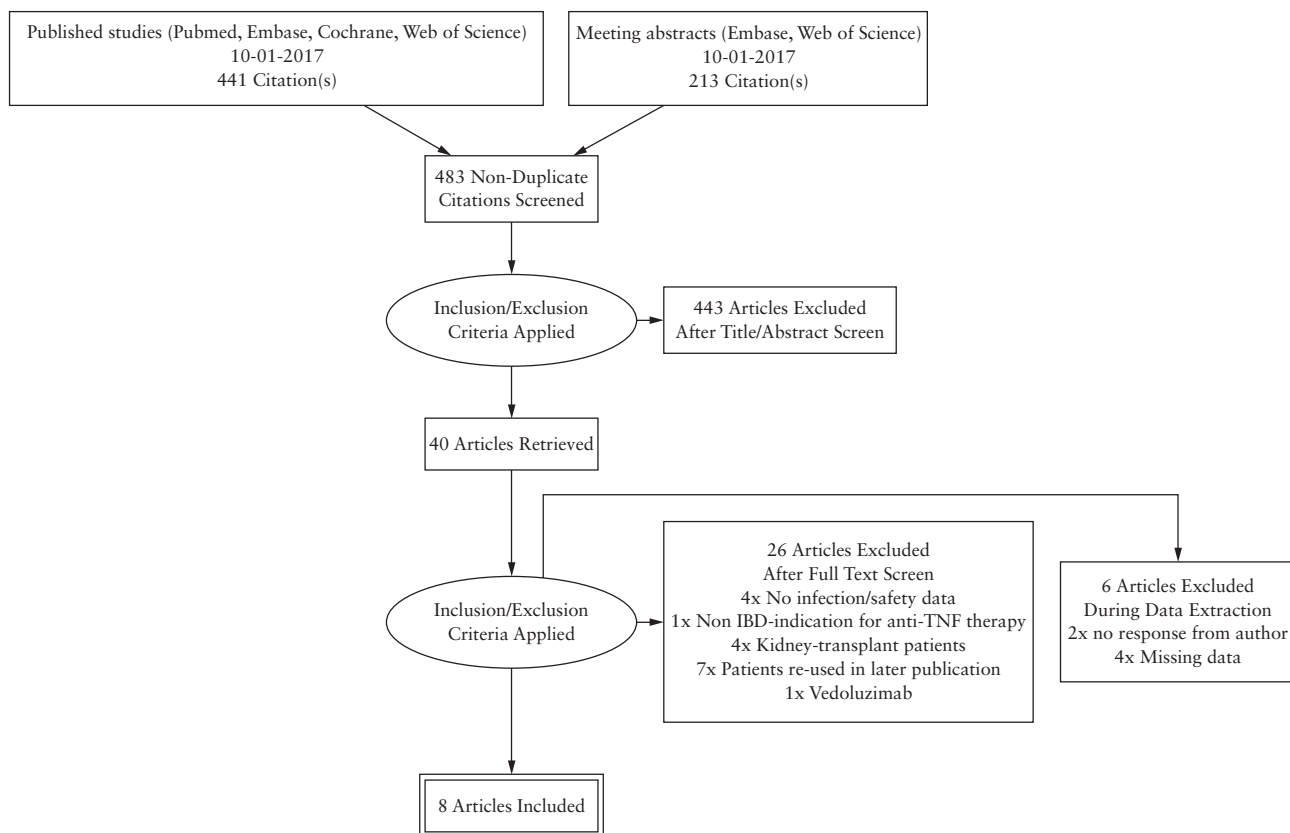 Published studies (Pubmed, Embase, Cochrane, Web of Science)
10-01-2017
441 Citation(s)
Meeting abstracts (Embase, Web of Science)
10-01-2017
213 Citation(s)
483 Non-Duplicate
Citations Screened
Inclusion/Exclusion
Criteria Applied
443 Articles Excluded
After Title/Abstract Screen
40 Articles Retrieved
Inclusion/Exclusion
Criteria Applied
26 Articles Excluded
After Full Text Screen
4x No infection/safety data
1x Non IBD-indication for anti-TNF therapy
4x Kidney-transplant patients
7x Patients re-used in later publication
1x Vedoluzimab
6 Articles Excluded
During Data Extraction
2x no response from author
4x Missing data
8 Articles Included